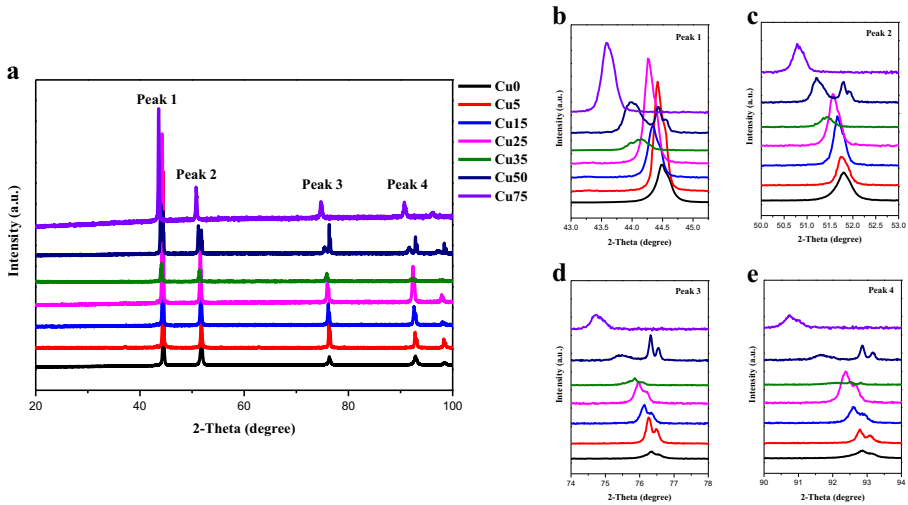 a
Peak 1
Peak 2
Peak 3
Peak 4
Cu0
Cu5
Cu15
Cu25
Cu35
Cu50
Cu75
Intensity (a.u.)
20 40 60 80 100
2-Theta (degree)
b
Peak 1
Intensity (a.u.)
43.0 43.5 44.0 44.5 45.0
2-Theta (degree)
c
Peak 2
Intensity (a.u.)
50.0 50.5 51.0 51.5 52.0 52.5 53.0
2-Theta (degree)
d
Peak 3
Intensity (a.u.)
74 75 76 77 78
2-Theta (degree)
e
Peak 4
Intensity (a.u.)
90 91 92 93 94
2-Theta (degree)